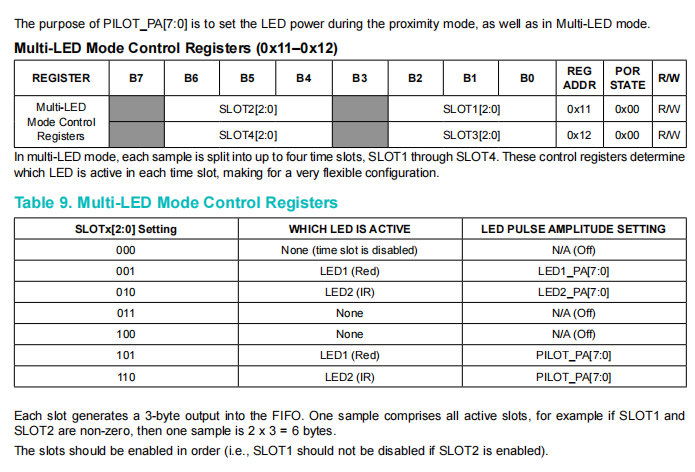 The purpose of PILOT_PA[7:0] is to set the LED power during the proximity mode, as well as in Multi-LED mode.
Multi-LED Mode Control Registers (0x11–0x12)
REGISTER B7 B6 B5 B4 B3 B2 B1 B0 REG ADDR POR STATE R/W
Multi-LED Mode Control Registers
SLOT2[2:0] SLOT1[2:0] 0x11 0x00 R/W
SLOT4[2:0] SLOT3[2:0] 0x12 0x00 R/W
In multi-LED mode, each sample is split into up to four time slots, SLOT1 through SLOT4. These control registers determine
which LED is active in each time slot, making for a very flexible configuration.
Table 9. Multi-LED Mode Control Registers
SLOTx[2:0] Setting WHICH LED IS ACTIVE LED PULSE AMPLITUDE SETTING
000 None (time slot is disabled) N/A (Off)
001 LED1 (Red) LED1_PA[7:0]
010 LED2 (IR) LED2_PA[7:0]
011 None N/A (Off)
100 None N/A (Off)
101 LED1 (Red) PILOT_PA[7:0]
110 LED2 (IR) PILOT_PA[7:0]
Each slot generates a 3-byte output into the FIFO. One sample comprises all active slots, for example if SLOT1 and
SLOT2 are non-zero, then one sample is 2 x 3 = 6 bytes.
The slots should be enabled in order (i.e., SLOT1 should not be disabled if SLOT2 is enabled).